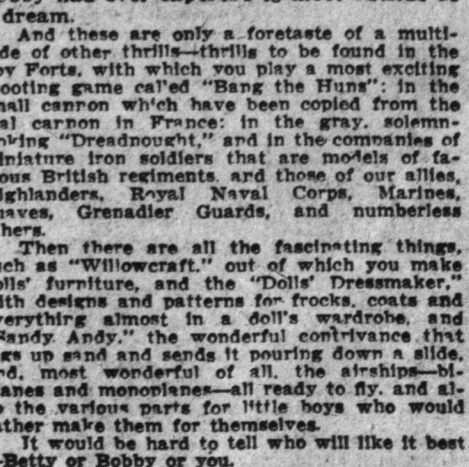 dream.
And these are only a foretaste of a multi-
de of other thrills—thrills to be found in the
oy Forts, with which you play a most exciting
ooting game called "Bang the Huns": in the
nall cannon which have been copied from the
al cannon in France: in the gray, solemn-
oking "Dreadnought," and in the companies of
iniature iron soldiers that are models of fa-
ous British regiments, and those of our allies,
ighlanders, Royal Naval Corps, Marines,
uaves, Grenadier Guards, and numberless
hers.
Then there are all the fascinating things,
uch as "Willowcraft," out of which you make
olls' furniture, and the "Dolls' Dressmaker,"
ith designs and patterns for frocks, coats and
verything almost in a doll's wardrobe, and
Sandy Andy," the wonderful contrivance that
gs up sand and sends it pouring down a slide,
nd, most wonderful of all, the airships—bi-
anes and monoplanes—all ready to fly, and al-
o the various parts for little boys who would
ather make them for themselves.
It would be hard to tell who will like it best
—Betty or Bobby or you.